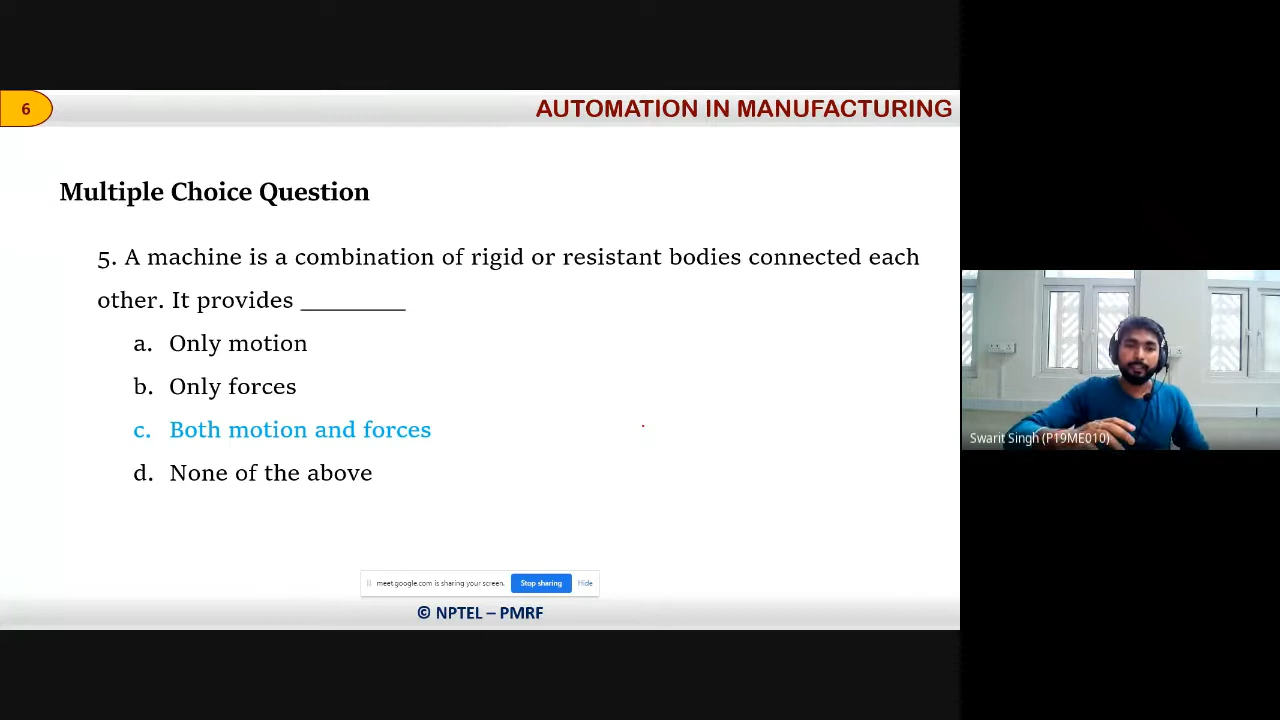 6
AUTOMATION IN MANUFACTURING
Multiple Choice Question
5. A machine is a combination of rigid or resistant bodies connected each
other. It provides _________
a. Only motion
b. Only forces
c. Both motion and forces
d. None of the above
Swarit Singh (P19ME010)
meet.google.com is sharing your screen. Stop sharing Hide
© NPTEL – PMRF